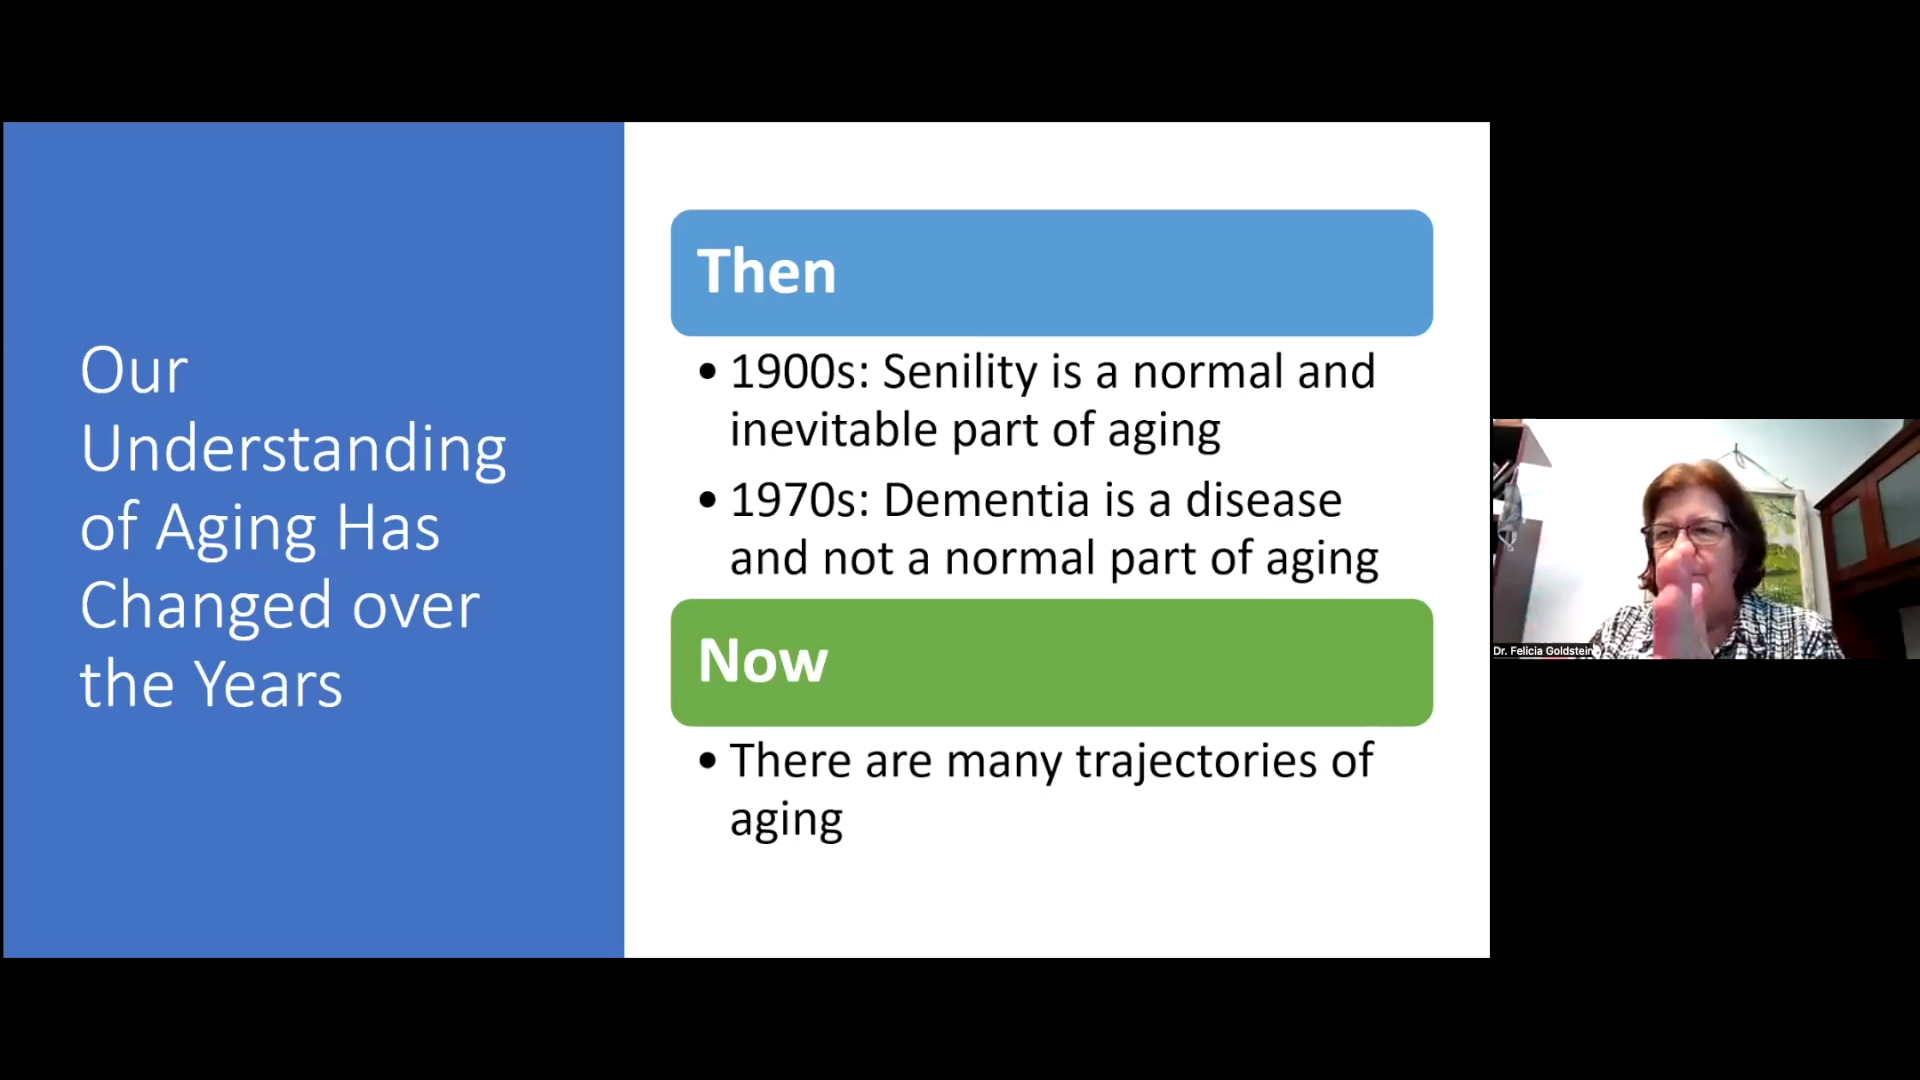 Our
Understanding
of Aging Has
Changed over
the Years
Then
• 1900s: Senility is a normal and
inevitable part of aging
• 1970s: Dementia is a disease
and not a normal part of aging
Now
• There are many trajectories of
aging
Dr. Felicia Goldstein